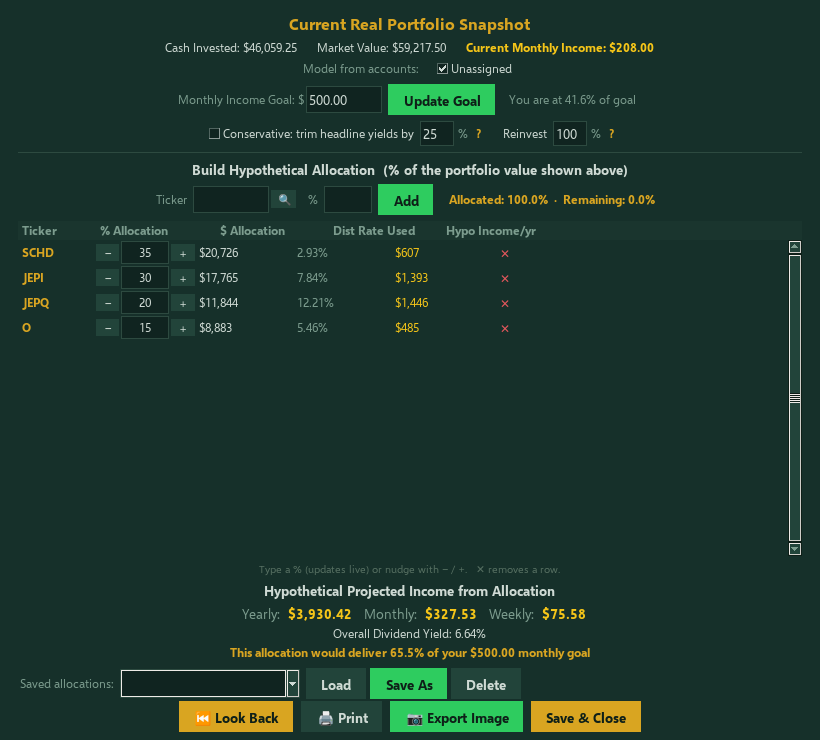 Current Real Portfolio Snapshot
Cash Invested: $46,059.25 Market Value: $59,217.50 Current Monthly Income: $208.00
Model from accounts: Unassigned
Monthly Income Goal: $ 500.00 Update Goal You are at 41.6% of goal
Conservative: trim headline yields by 25 % ? Reinvest 100 % ?
Build Hypothetical Allocation (% of the portfolio value shown above)
Ticker % Add Allocated: 100.0% · Remaining: 0.0%
Ticker % Allocation $ Allocation Dist Rate Used Hypo Income/yr
SCHD − 35 + $20,726 2.93% $607 ✕
JEPI − 30 + $17,765 7.84% $1,393 ✕
JEPQ − 20 + $11,844 12.21% $1,446 ✕
O − 15 + $8,883 5.46% $485 ✕
Type a % (updates live) or nudge with − / +. ✕ removes a row.
Hypothetical Projected Income from Allocation
Yearly: $3,930.42 Monthly: $327.53 Weekly: $75.58
Overall Dividend Yield: 6.64%
This allocation would deliver 65.5% of your $500.00 monthly goal
Saved allocations: Load Save As Delete
Look Back Print Export Image Save & Close